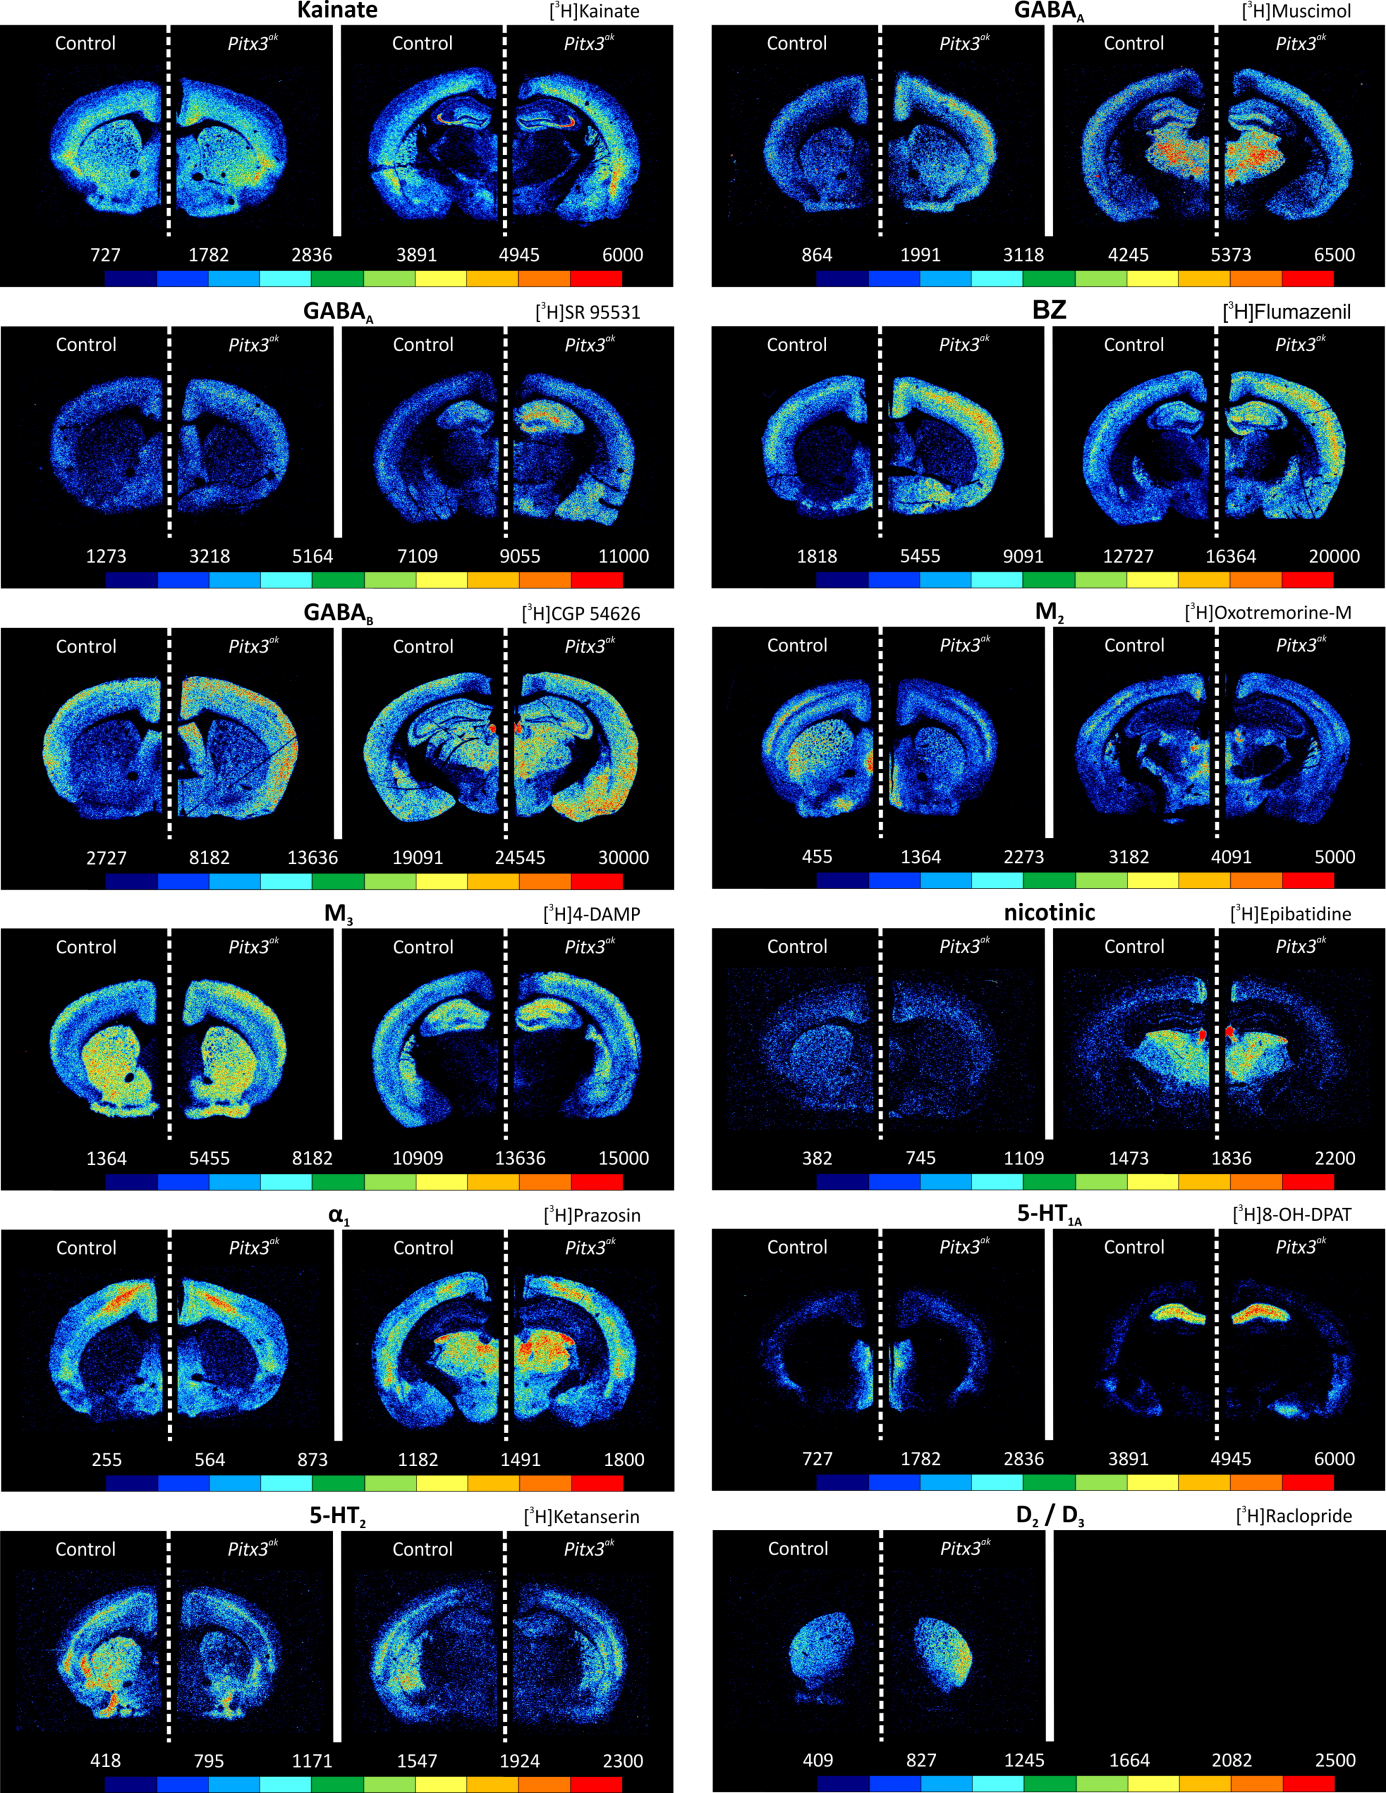 Kainate [³H]Kainate
Control Pitx3ᵃᵏ Control Pitx3ᵃᵏ
727 1782 2836 3891 4945 6000
GABA_A [³H]Muscimol
Control Pitx3ᵃᵏ Control Pitx3ᵃᵏ
864 1991 3118 4245 5373 6500
GABA_A [³H]SR 95531
Control Pitx3ᵃᵏ Control Pitx3ᵃᵏ
1273 3218 5164 7109 9055 11000
BZ [³H]Flumazenil
Control Pitx3ᵃᵏ Control Pitx3ᵃᵏ
1818 5455 9091 12727 16364 20000
GABA_B [³H]CGP 54626
Control Pitx3ᵃᵏ Control Pitx3ᵃᵏ
2727 8182 13636 19091 24545 30000
M₂ [³H]Oxotremorine-M
Control Pitx3ᵃᵏ Control Pitx3ᵃᵏ
455 1364 2273 3182 4091 5000
M₃ [³H]4-DAMP
Control Pitx3ᵃᵏ Control Pitx3ᵃᵏ
1364 5455 8182 10909 13636 15000
nicotinic [³H]Epibatidine
Control Pitx3ᵃᵏ Control Pitx3ᵃᵏ
382 745 1109 1473 1836 2200
α₁ [³H]Prazosin
Control Pitx3ᵃᵏ Control Pitx3ᵃᵏ
255 564 873 1182 1491 1800
5-HT₁A [³H]8-OH-DPAT
Control Pitx3ᵃᵏ Control Pitx3ᵃᵏ
727 1782 2836 3891 4945 6000
5-HT₂ [³H]Ketanserin
Control Pitx3ᵃᵏ Control Pitx3ᵃᵏ
418 795 1171 1547 1924 2300
D₂ / D₃ [³H]Raclopride
Control Pitx3ᵃᵏ
409 827 1245 1664 2082 2500